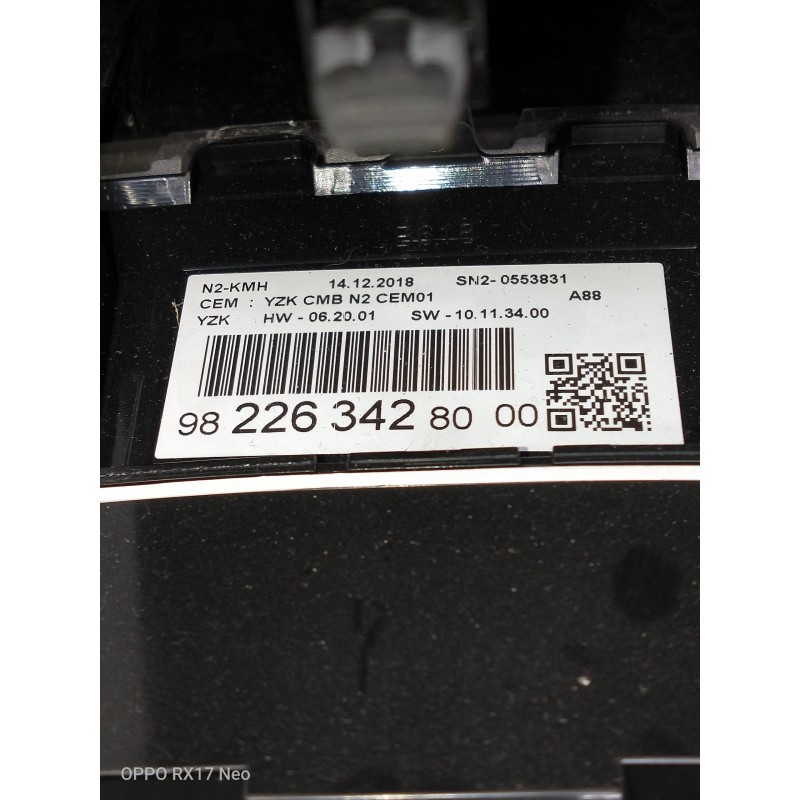 N2-KMH 14.12.2018 SN2- 0553831
CEM : YZK CMB N2 CEM01 A88
YZK HW - 06.20.01 SW - 10.11.34.00
98 226 342 80 00
OPPO RX17 Neo